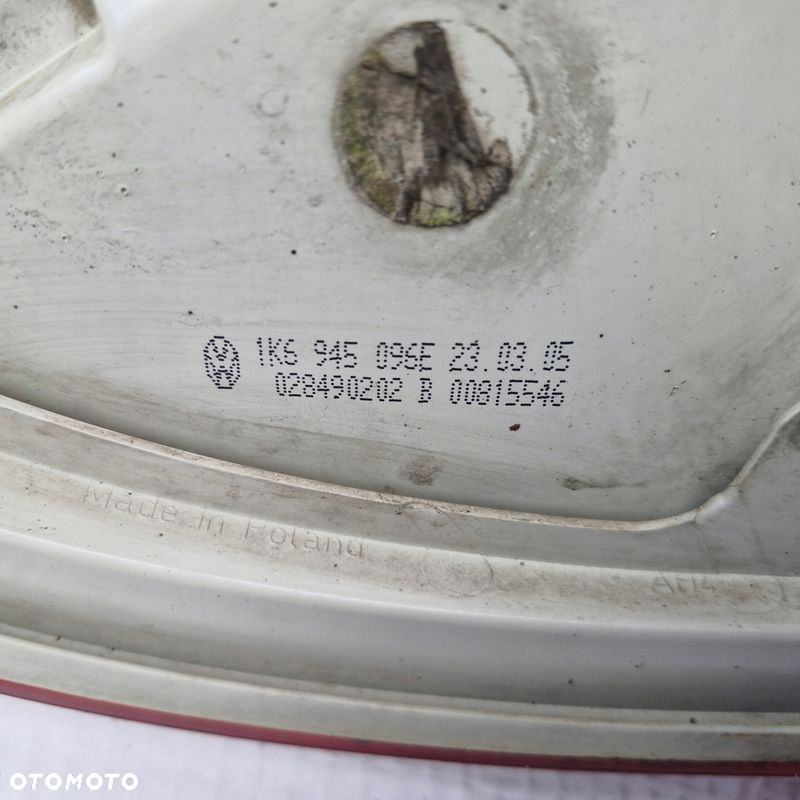 1K6 945 096E 23.03.05
028490202 B 00815546
Made in Poland
OTOMOTO